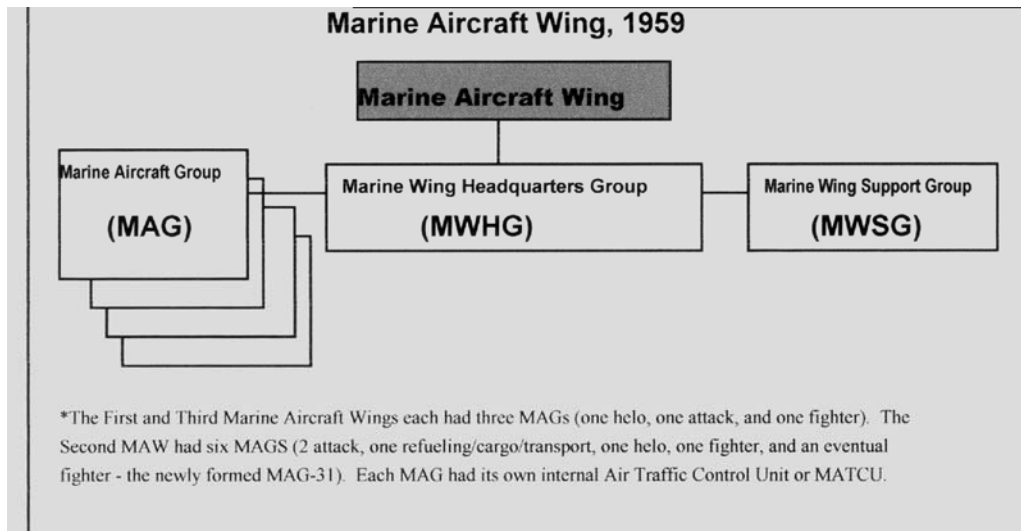 Marine Aircraft Wing, 1959
Marine Aircraft Wing
Marine Aircraft Group
(MAG)
Marine Wing Headquarters Group
(MWHG)
Marine Wing Support Group
(MWSG)
*The First and Third Marine Aircraft Wings each had three MAGs (one helo, one attack, and one fighter). The
Second MAW had six MAGS (2 attack, one refueling/cargo/transport, one helo, one fighter, and an eventual
fighter - the newly formed MAG-31). Each MAG had its own internal Air Traffic Control Unit or MATCU.